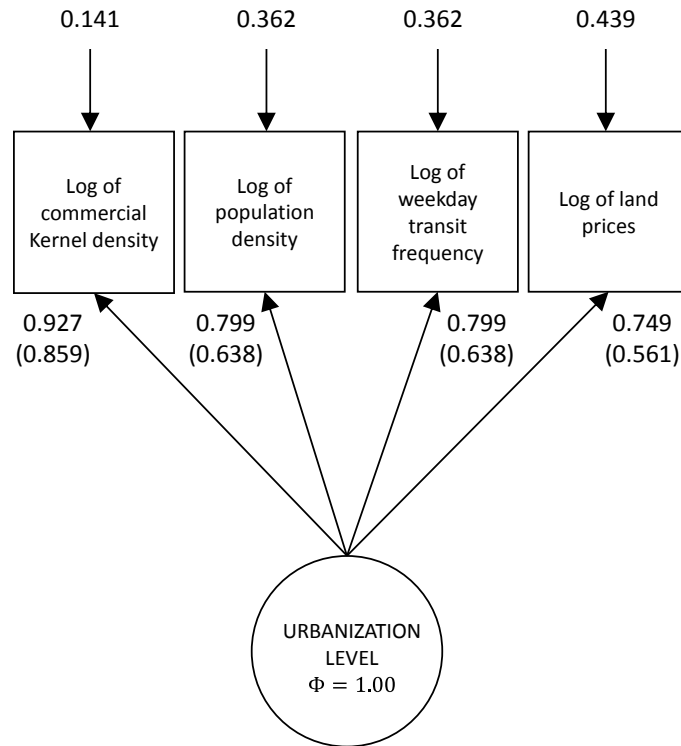 0.141
0.362
0.362
0.439
Log of
commercial
Kernel density
Log of
population
density
Log of
weekday
transit
frequency
Log of land
prices
0.927
(0.859)
0.799
(0.638)
0.799
(0.638)
0.749
(0.561)
URBANIZATION
LEVEL
Φ = 1.00